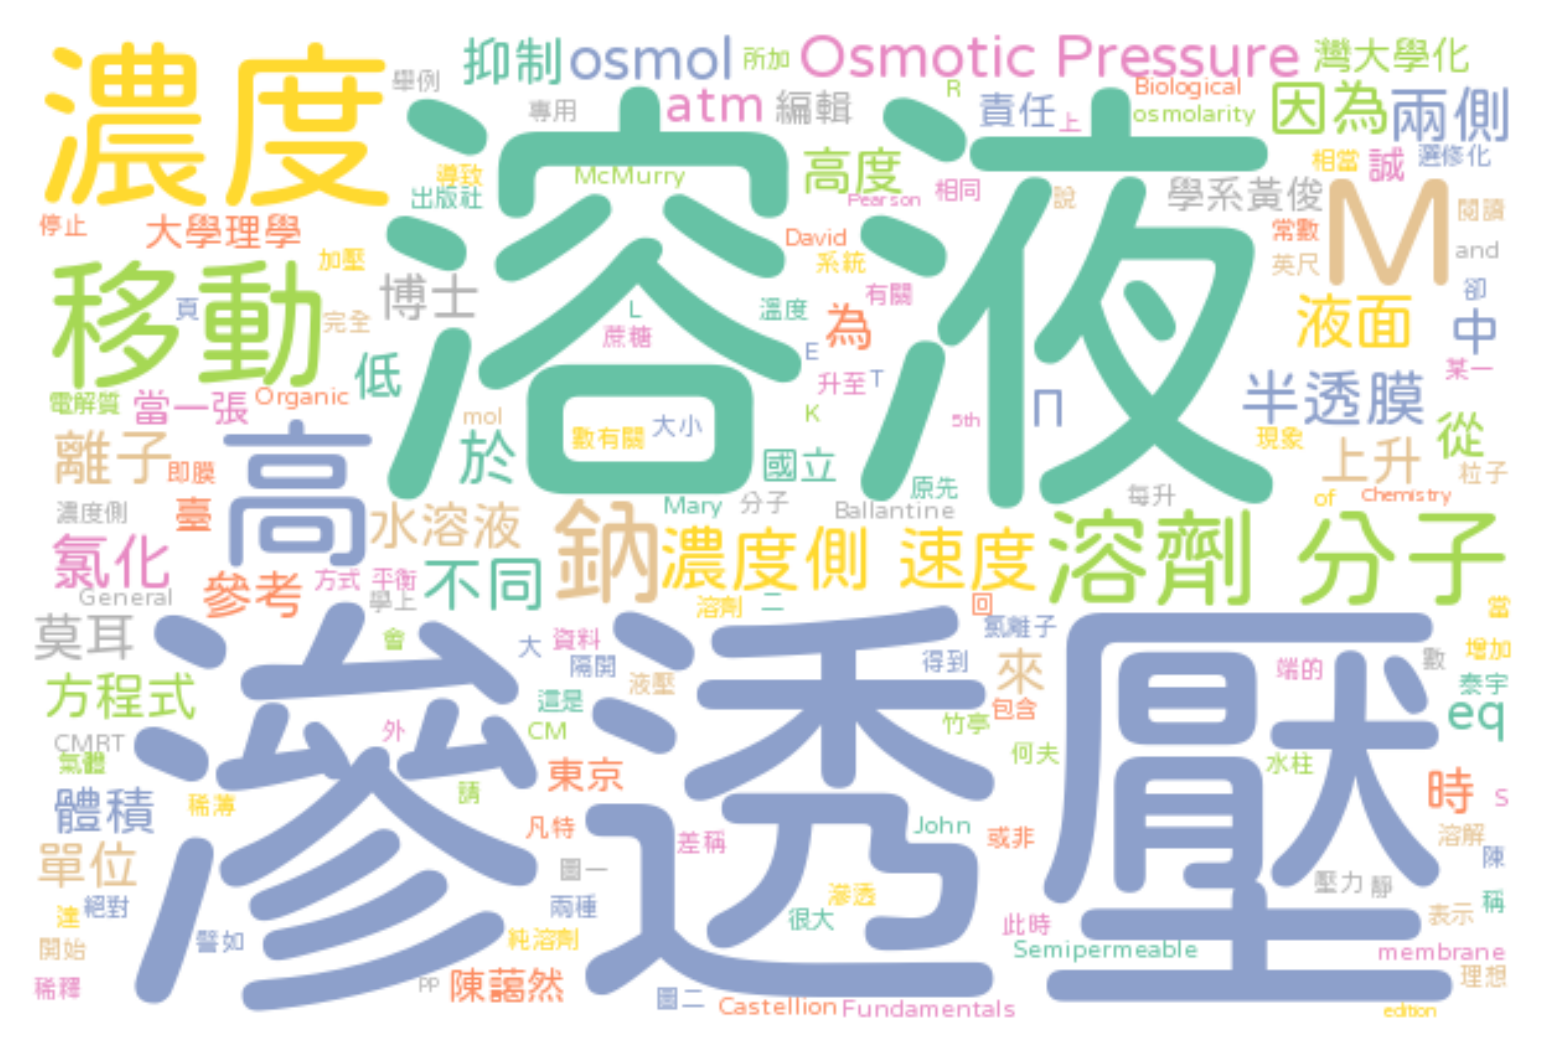 濃度
舉例
抑制
osmol
所加
Osmotic Pressure
灣大學化
專用
atm
編輯
R
責任
上
Biological
osmolarity
因為
兩側
溶液
導致
出版社
McMurry
高度
Pearson
相同
說
學系黃俊
相當
誠
選修化
M
閱讀
停止
大學理學
加壓
David
系統
常數
英尺
and
移動
頁
完全
博士
L
蔗糖
溫度
有關
為
E
液面
卻
中
電解質
當一張
Organic
低
升至
T
K
5th
Π
半透膜
某一
mol
數有關
大小
離子
即膜
高
於
國立
原先
現象
上升
從
粒子
濃度側
臺
水溶液
Mary
分子
Ballantine
每升
of
Chemistry
氯化
General
參考
方式
平衡
學上
不同
鈉
濃度側
速度
溶劑
分子
溶劑
二
回
氯離子
當
莫耳
會
大
資料
隔開
液壓
得到
來
端的
數
增加
方程式
滲透壓
這是
包含
泰宇
CMRT
氣體
外
CM
竹亭
何夫
水柱
eq
體積
稀薄
請
東京
時
S
凡特
差稱
John
或非
溶解
陳
單位
圖一
壓力
靜
達
絕對
兩種
很大
滲透
此時
表示
稱
開始
譬如
純溶劑
Semipermeable
membrane
稀釋
PP
陳藹然
圖二
Castellion
Fundamentals
理想
edition